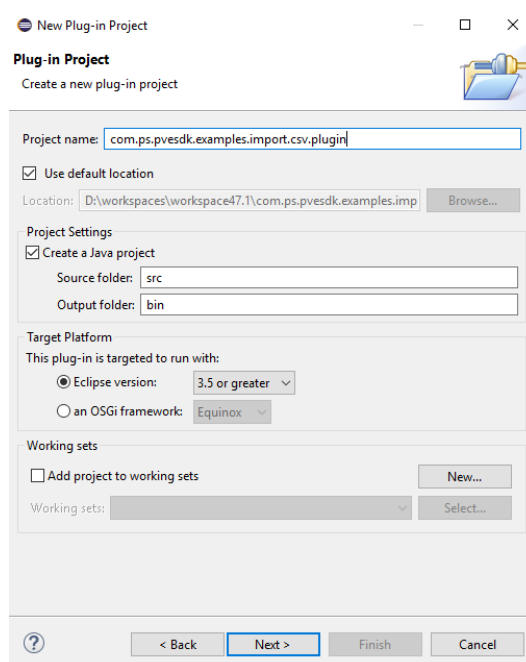 New Plug-in Project
Plug-in Project
Create a new plug-in project
Project name: com.ps.pvesdk.examples.import.csv.plugin
Use default location
Location: D:\workspaces\workspace47.1\com.ps.pvesdk.examples.imp Browse...
Project Settings
Create a Java project
Source folder: src
Output folder: bin
Target Platform
This plug-in is targeted to run with:
Eclipse version: 3.5 or greater
an OSGi framework: Equinox
Working sets
Add project to working sets New...
Working sets: Select...
? < Back Next > Finish Cancel